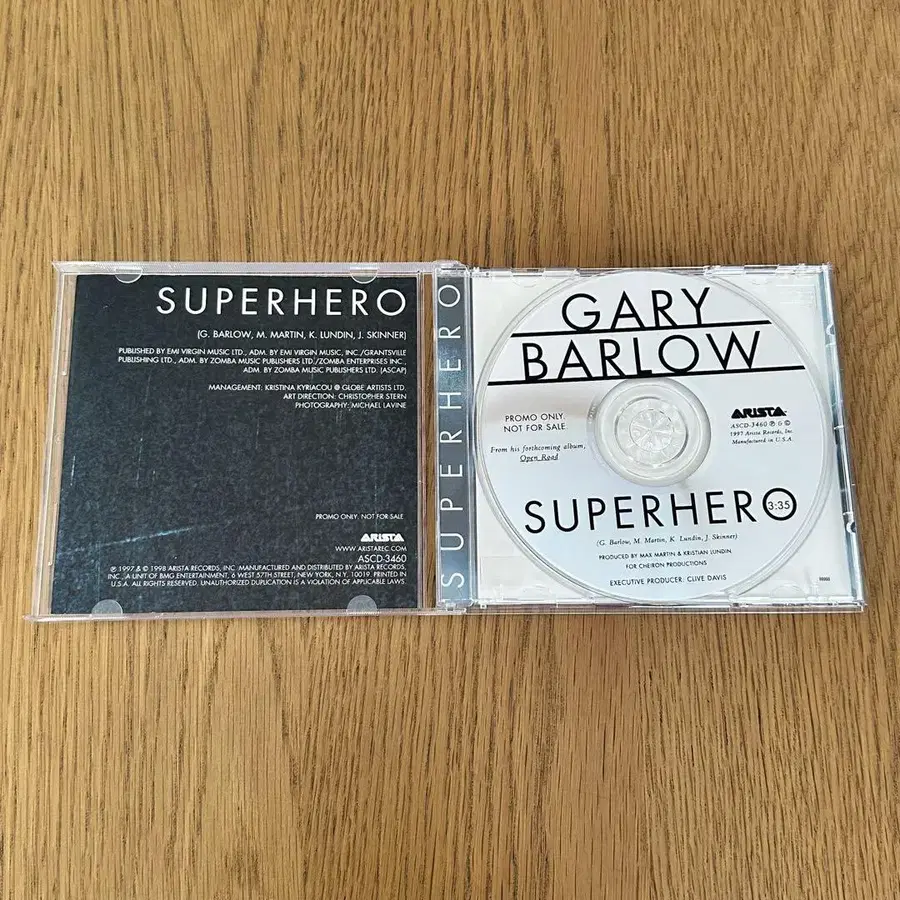 SUPERHERO
(G. BARLOW, M. MARTIN, K. LUNDIN, J. SKINNER)
PUBLISHED BY EMI VIRGIN MUSIC LTD., ADM. BY EMI VIRGIN MUSIC, INC./GRANTSVILLE
PUBLISHING LTD., ADM. BY ZOMBA MUSIC PUBLISHERS LTD./ZOMBA ENTERPRISES INC.,
ADM. BY ZOMBA MUSIC PUBLISHERS LTD. (ASCAP)
MANAGEMENT: KRISTINA KYRIACOU @ GLOBE ARTISTS LTD.
ART DIRECTION: CHRISTOPHER STERN
PHOTOGRAPHY: MICHAEL LAVINE
PROMO ONLY. NOT FOR SALE
ARISTA
WWW.ARISTAREC.COM
ASCD-3460
℗ 1997 & © 1998 ARISTA RECORDS, INC. MANUFACTURED AND DISTRIBUTED BY ARISTA RECORDS,
INC., A UNIT OF BMG ENTERTAINMENT, 6 WEST 57TH STREET, NEW YORK, N.Y. 10019. PRINTED IN
U.S.A. ALL RIGHTS RESERVED. UNAUTHORIZED DUPLICATION IS A VIOLATION OF APPLICABLE LAWS.
SUPERHERO
GARY
BARLOW
PROMO ONLY.
NOT FOR SALE.
From his forthcoming album,
Open Road
ARISTA
ASCD-3460 ℗ & ©
1997 Arista Records, Inc.
Manufactured in U.S.A.
SUPERHERO
3:35
(G. Barlow, M. Martin, K. Lundin, J. Skinner)
PRODUCED BY MAX MARTIN & KRISTIAN LUNDIN
FOR CHEIRON PRODUCTIONS
EXECUTIVE PRODUCER: CLIVE DAVIS